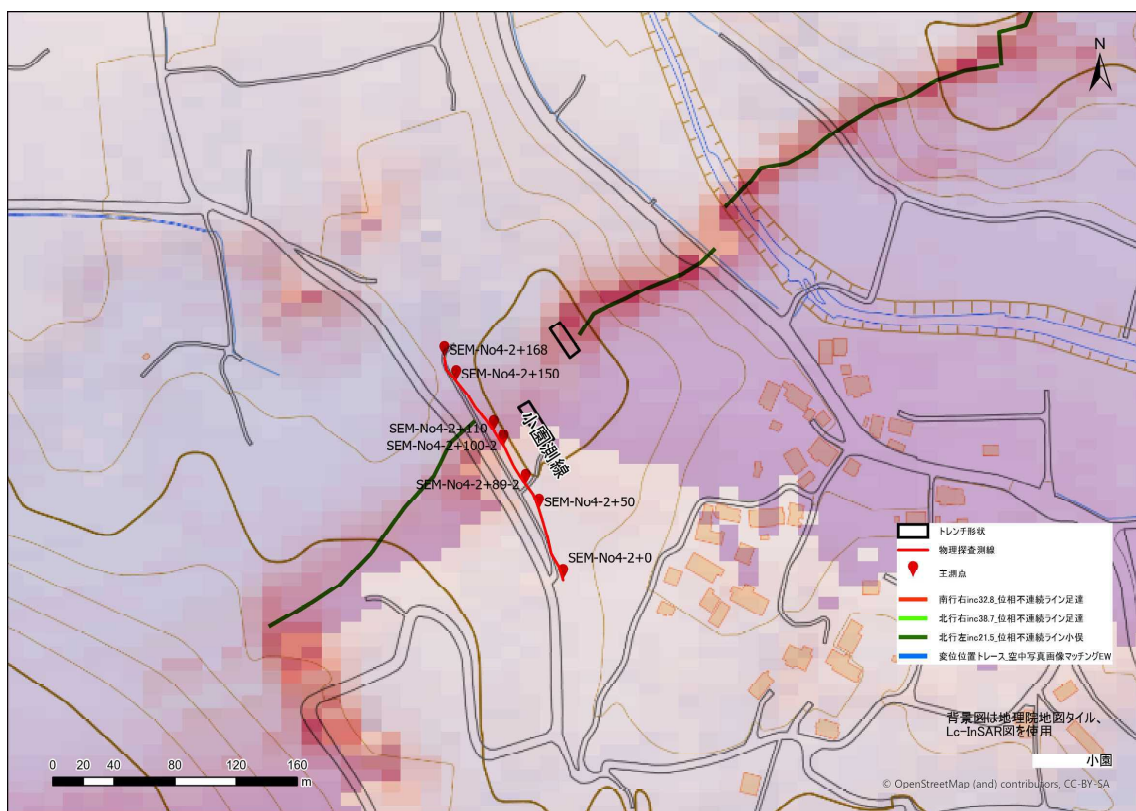 N
SEM-No4-2+168
SEM-No4-2+150
SEM-No4-2+110
SEM-No4-2+100-2
小園測線
SEM-No4-2+89-2
SEM-No4-2+50
SEM-No4-2+0
トレンチ形状
物理探査測線
王測点
南行右inc32.8_位相不連続ライン足達
北行右inc38.7_位相不連続ライン足達
北行左inc21.5_位相不連続ライン小俣
変位位置トレース_空中写真画像マッチングEW
背景図は地理院地図タイル、
Lc-InSAR図を使用
小園
0 20 40 80 120 160
m
© OpenStreetMap (and) contributors, CC-BY-SA